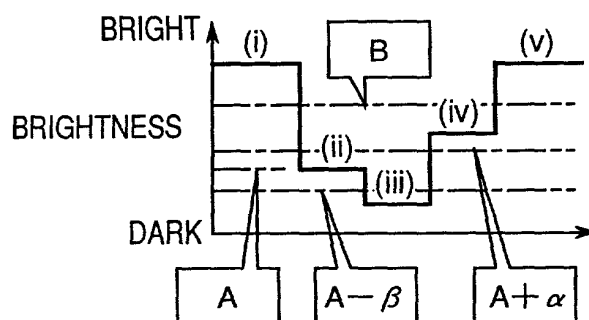 BRIGHT
(i)
B
(v)
BRIGHTNESS
(iv)
(ii)
(iii)
DARK
A
A−β
A+α